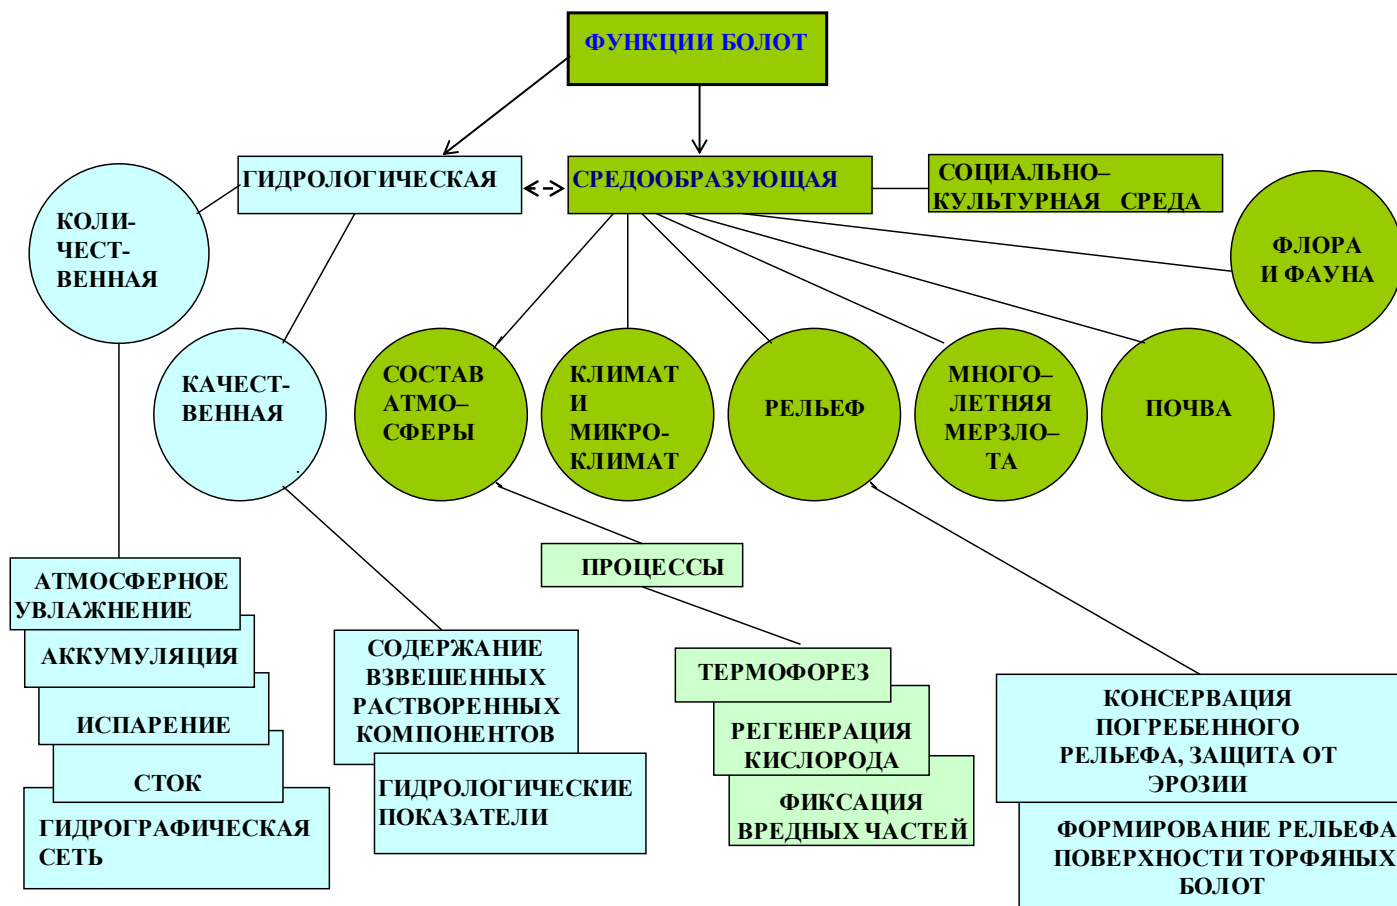 ФУНКЦИИ БОЛОТ
ГИДРОЛОГИЧЕСКАЯ
СРЕДООБРАЗУЮЩАЯ
СОЦИАЛЬНО–
КУЛЬТУРНАЯ СРЕДА
КОЛИ-
ЧЕСТ-
ВЕННАЯ
ФЛОРА
И ФАУНА
КАЧЕСТ-
ВЕННАЯ
СОСТАВ
АТМО–
СФЕРЫ
КЛИМАТ
И
МИКРО-
КЛИМАТ
РЕЛЬЕФ
МНОГО–
ЛЕТНЯЯ
МЕРЗЛО–
ТА
ПОЧВА
АТМОСФЕРНОЕ
УВЛАЖНЕНИЕ
АККУМУЛЯЦИЯ
ИСПАРЕНИЕ
СТОК
ГИДРОГРАФИЧЕСКАЯ
СЕТЬ
СОДЕРЖАНИЕ
ВЗВЕШЕННЫХ
РАСТВОРЕННЫХ
КОМПОНЕНТОВ
ГИДРОЛОГИЧЕСКИЕ
ПОКАЗАТЕЛИ
ПРОЦЕССЫ
ТЕРМОФОРЕЗ
РЕГЕНЕРАЦИЯ
КИСЛОРОДА
ФИКСАЦИЯ
ВРЕДНЫХ ЧАСТЕЙ
КОНСЕРВАЦИЯ
ПОГРЕБЕННОГО
РЕЛЬЕФА, ЗАЩИТА ОТ
ЭРОЗИИ
ФОРМИРОВАНИЕ РЕЛЬЕФА
ПОВЕРХНОСТИ ТОРФЯНЫХ
БОЛОТ